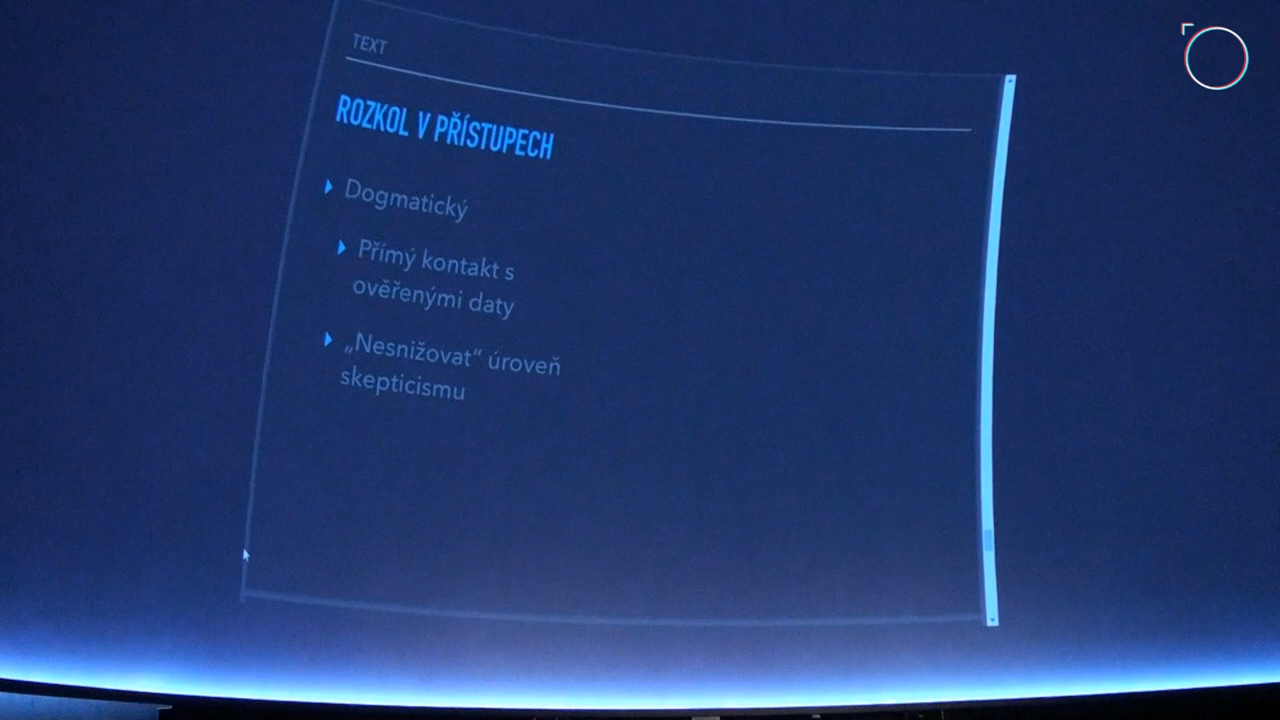 TEXT
ROZKOL V PŘÍSTUPECH
Dogmatický
Přímý kontakt s
ověřenými daty
„Nesnižovat“ úroveň
skepticismu